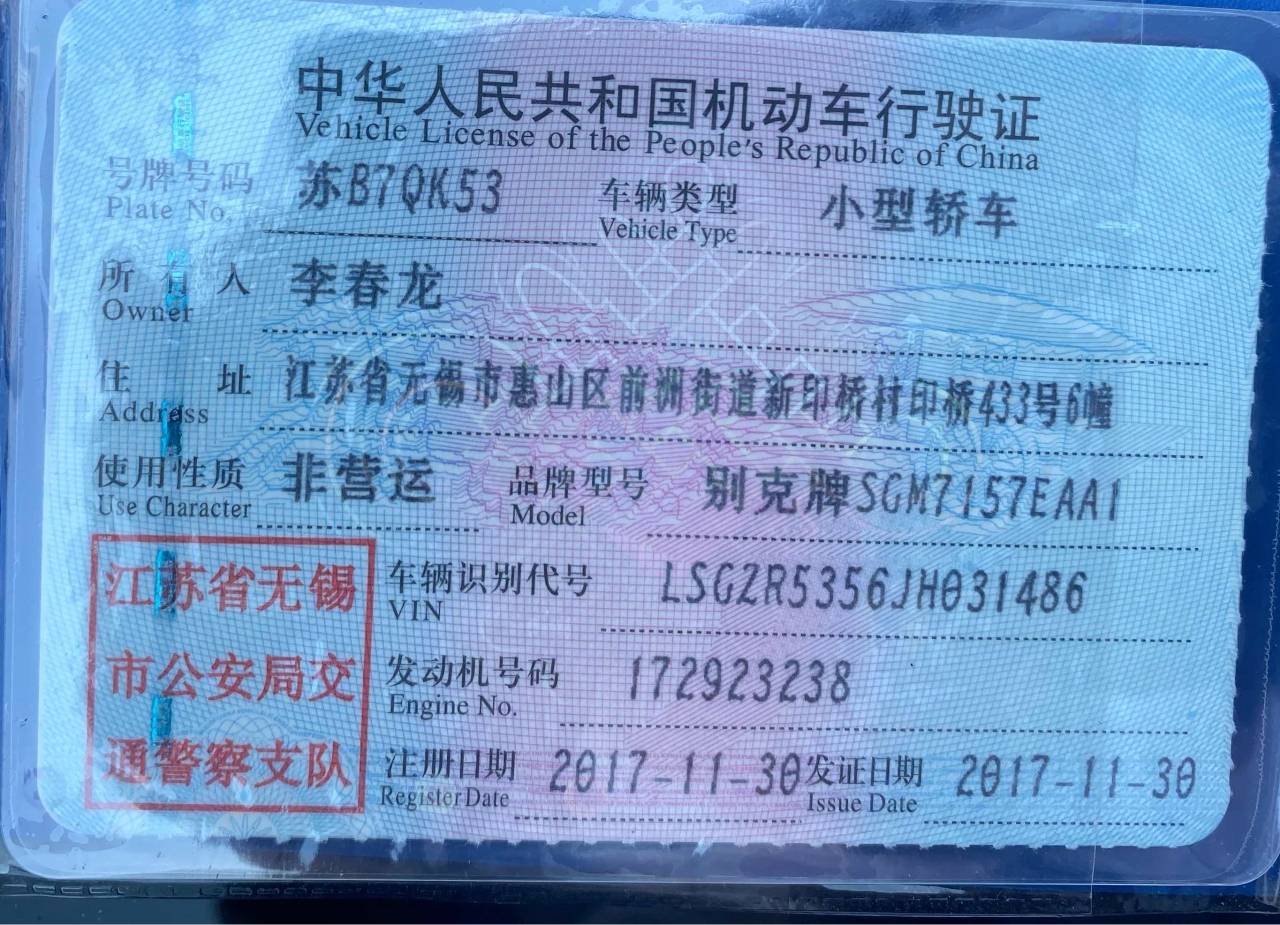 中华人民共和国机动车行驶证
Vehicle License of the People's Republic of China
号牌号码 苏B7QK53 车辆类型 小型轿车
Plate No. Vehicle Type
所有人 李春龙
Owner
住址 江苏省无锡市惠山区前洲街道新印桥村印桥433号6幢
Address
使用性质 非营运 品牌型号 别克牌SGM7157EAA1
Use Character Model
车辆识别代号 LSGZR5356JH031486
VIN
发动机号码 172923238
Engine No.
注册日期 2017-11-30 发证日期 2017-11-30
Register Date Issue Date
江苏省无锡
市公安局交
通警察支队